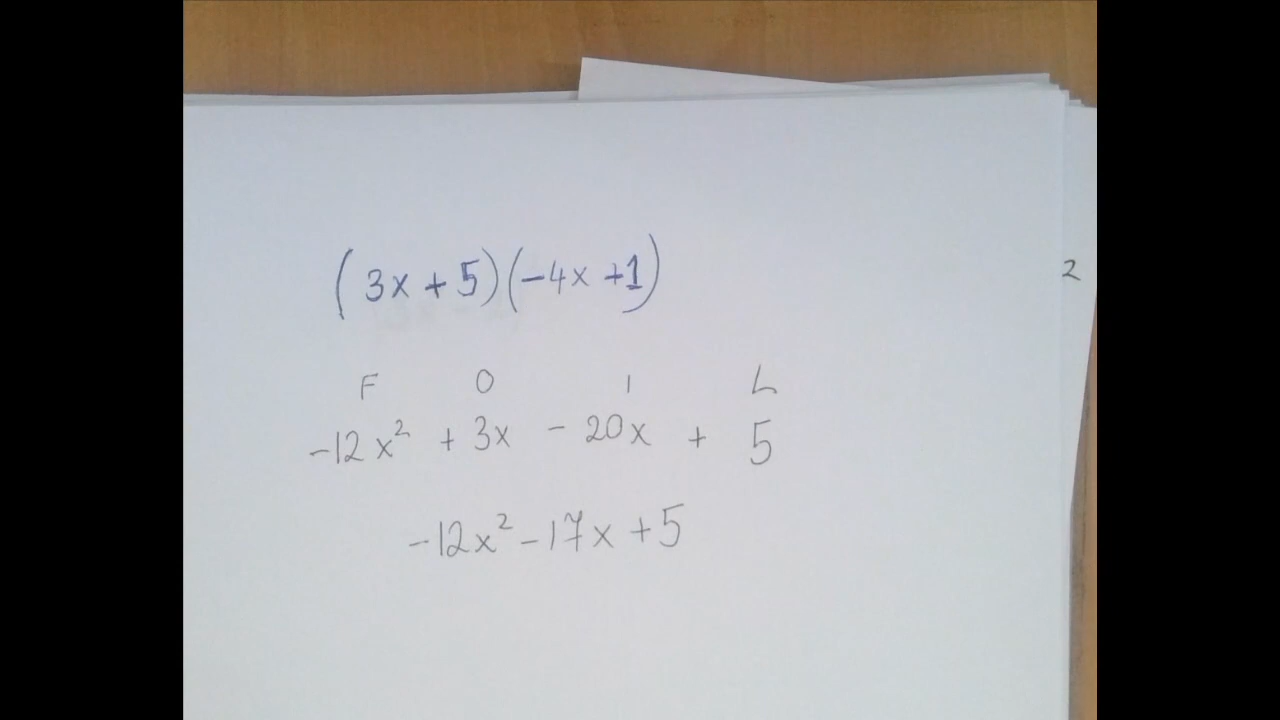 (3x + 5)(-4x + 1)
2
F O I L
-12x² + 3x - 20x + 5
-12x² - 17x + 5